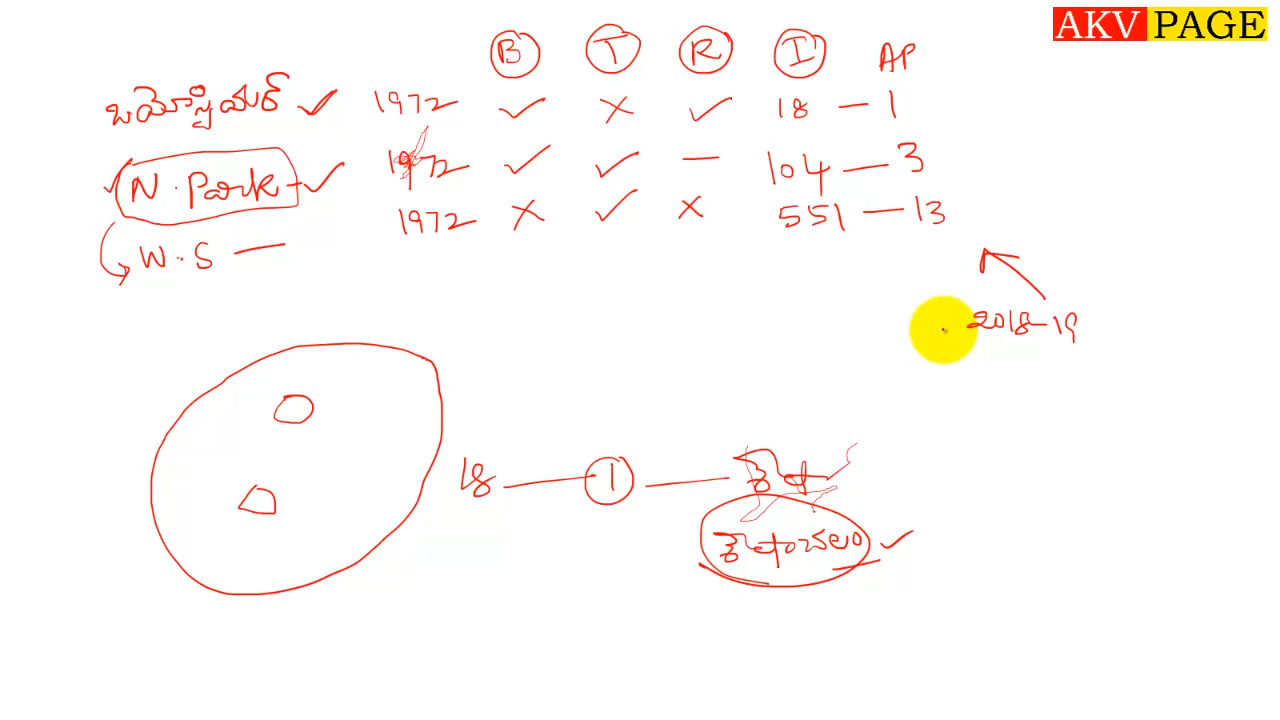 AKV PAGE
B T R I AP
బయోస్పియర్ ✓ 1972 ✓ × ✓ 18 — 1
✓ N. Park – ✓ 1972 ✓ ✓ — 104 — 3
1972 × ✓ × 551 — 13
W.S —
2018-19
18 — 1 —
శేషాచలం ✓